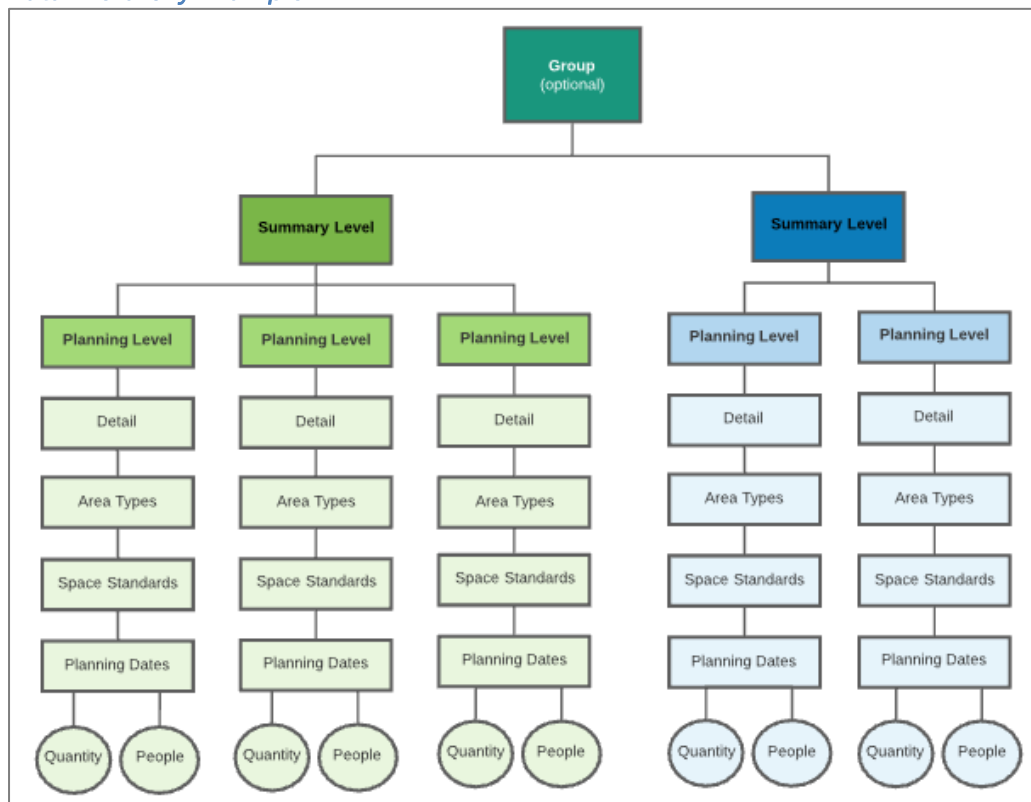 Group
(optional)
Summary Level
Summary Level
Planning Level
Planning Level
Planning Level
Planning Level
Planning Level
Detail
Detail
Detail
Detail
Detail
Area Types
Area Types
Area Types
Area Types
Area Types
Space Standards
Space Standards
Space Standards
Space Standards
Space Standards
Planning Dates
Planning Dates
Planning Dates
Planning Dates
Planning Dates
Quantity
People
Quantity
People
Quantity
People
Quantity
People
Quantity
People